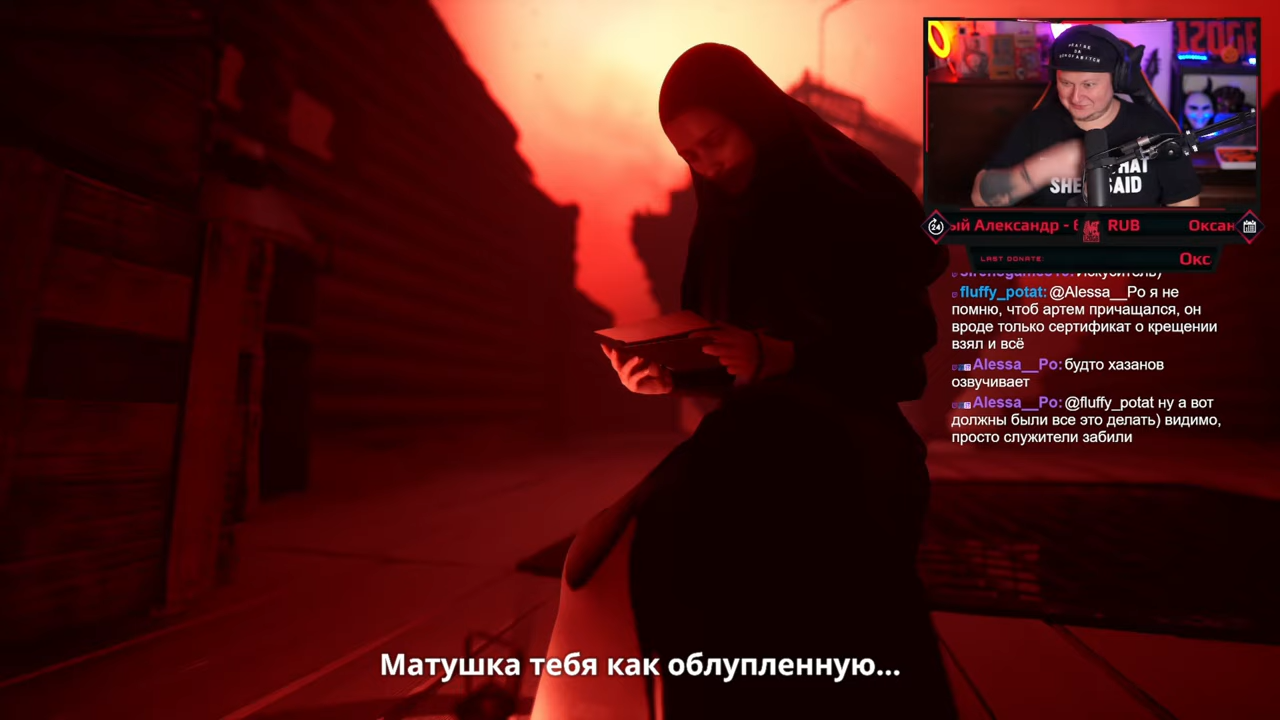 SHE SAID
24
ый Александр - 6 RUB Оксан
LAST DONATE: Окс
fluffy_potat: @Alessa__Po я не
помню, чтоб артем причащался, он
вроде только сертификат о крещении
взял и всё
Alessa__Po: будто хазанов
озвучивает
Alessa__Po: @fluffy_potat ну а вот
должны были все это делать) видимо,
просто служители забили
Матушка тебя как облупленную...